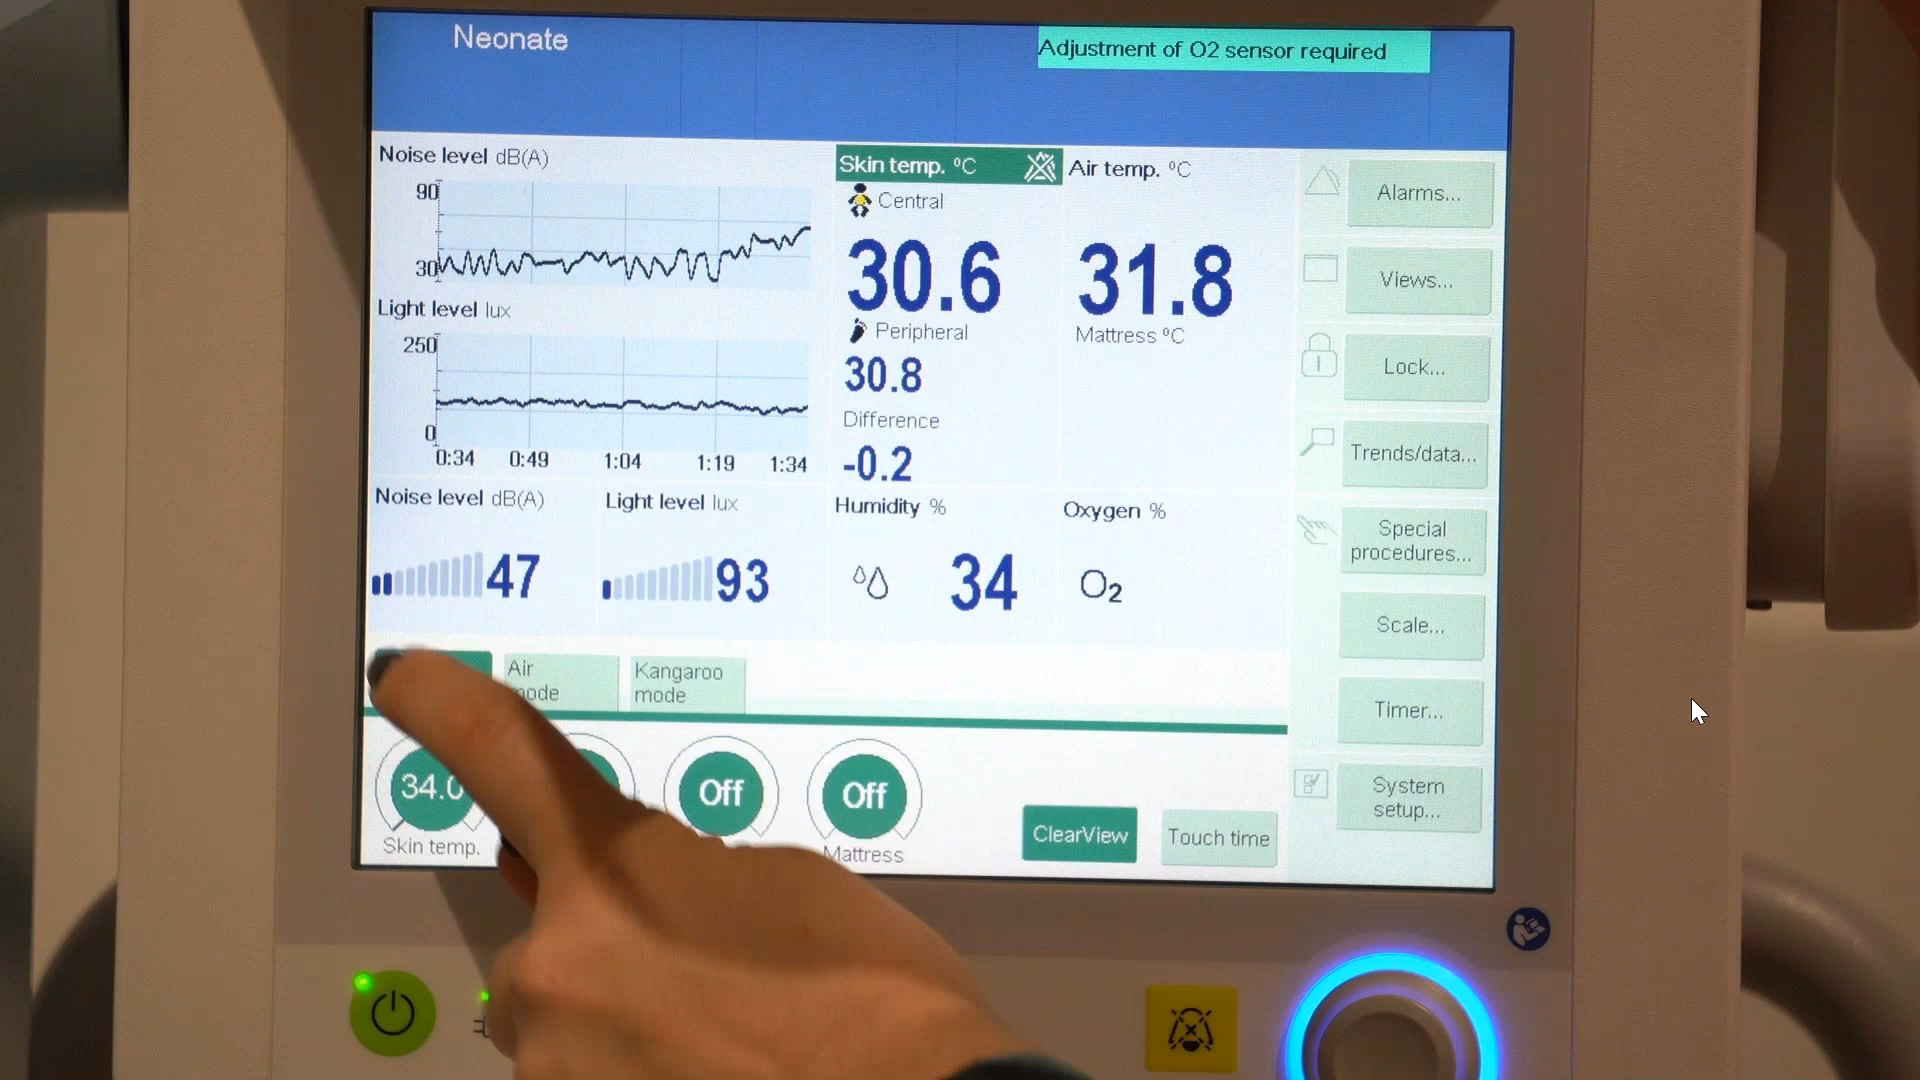 Neonate
Adjustment of O2 sensor required
Noise level dB(A)
90
30
Light level lux
250
0
0:34 0:49 1:04 1:19 1:34
Skin temp. ºC
Central
30.6
Peripheral
30.8
Difference
-0.2
Air temp. ºC
31.8
Mattress ºC
Noise level dB(A)
47
Light level lux
93
Humidity %
34
Oxygen %
O2
Air
mode
Kangaroo
mode
34.0
Skin temp.
Off
Off
Mattress
ClearView
Touch time
Alarms...
Views...
Lock...
Trends/data...
Special
procedures...
Scale...
Timer...
System
setup...